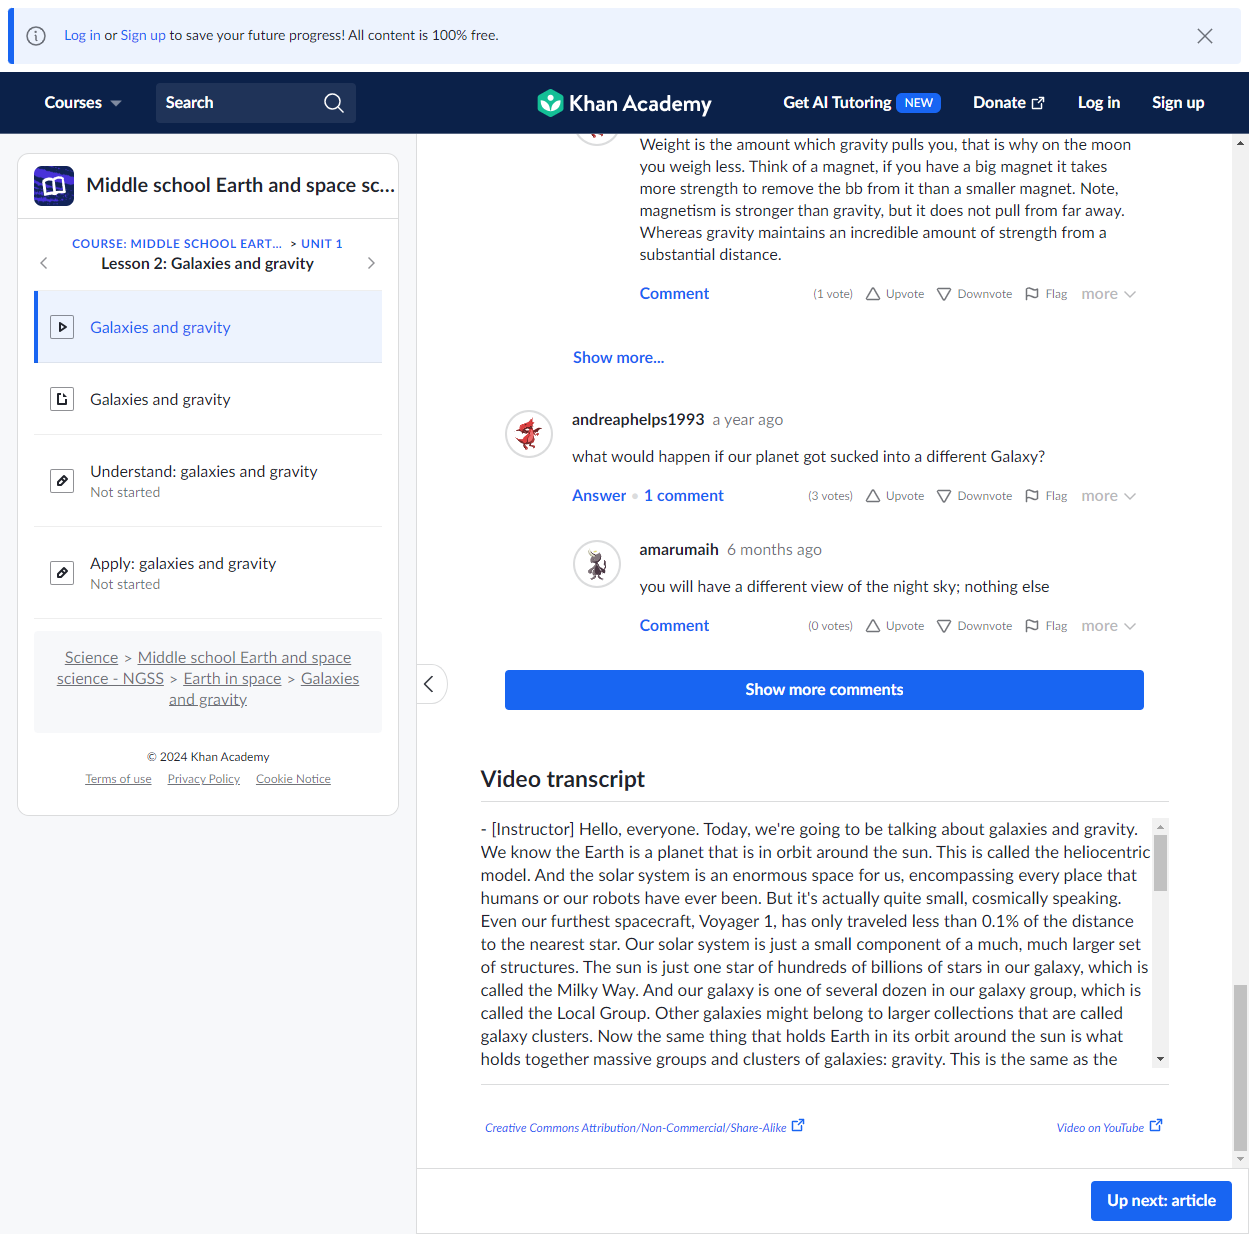 Log in or Sign up to save your future progress! All content is 100% free.
Courses
Search
Khan Academy
Get AI Tutoring NEW
Donate
Log in
Sign up
Middle school Earth and space sc...
COURSE: MIDDLE SCHOOL EART... > UNIT 1
Lesson 2: Galaxies and gravity
Galaxies and gravity
Galaxies and gravity
Understand: galaxies and gravity
Not started
Apply: galaxies and gravity
Not started
Science > Middle school Earth and space
science - NGSS > Earth in space > Galaxies
and gravity
© 2024 Khan Academy
Terms of use Privacy Policy Cookie Notice
Weight is the amount which gravity pulls you, that is why on the moon
you weigh less. Think of a magnet, if you have a big magnet it takes
more strength to remove the bb from it than a smaller magnet. Note,
magnetism is stronger than gravity, but it does not pull from far away.
Whereas gravity maintains an incredible amount of strength from a
substantial distance.
Comment (1 vote) Upvote Downvote Flag more
Show more...
andreaphelps1993 a year ago
what would happen if our planet got sucked into a different Galaxy?
Answer • 1 comment (3 votes) Upvote Downvote Flag more
amarumaih 6 months ago
you will have a different view of the night sky; nothing else
Comment (0 votes) Upvote Downvote Flag more
Show more comments
Video transcript
- [Instructor] Hello, everyone. Today, we're going to be talking about galaxies and gravity.
We know the Earth is a planet that is in orbit around the sun. This is called the heliocentric
model. And the solar system is an enormous space for us, encompassing every place that
humans or our robots have ever been. But it's actually quite small, cosmically speaking.
Even our furthest spacecraft, Voyager 1, has only traveled less than 0.1% of the distance
to the nearest star. Our solar system is just a small component of a much, much larger set
of structures. The sun is just one star of hundreds of billions of stars in our galaxy, which is
called the Milky Way. And our galaxy is one of several dozen in our galaxy group, which is
called the Local Group. Other galaxies might belong to larger collections that are called
galaxy clusters. Now the same thing that holds Earth in its orbit around the sun is what
holds together massive groups and clusters of galaxies: gravity. This is the same as the
Creative Commons Attribution/Non-Commercial/Share-Alike
Video on YouTube
Up next: article